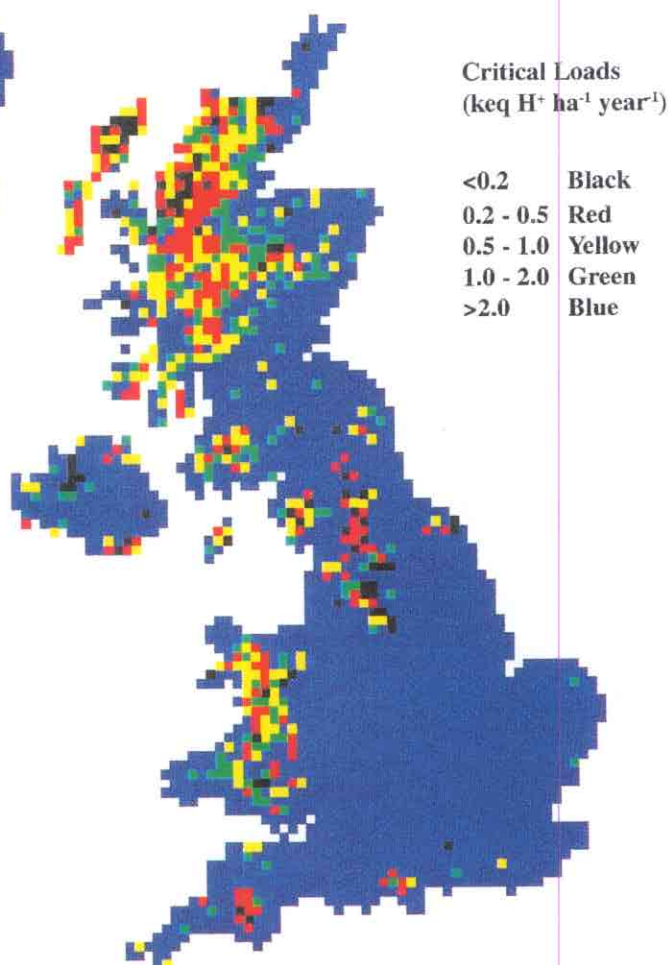 Critical Loads
(keq H⁺ ha⁻¹ year⁻¹)
<0.2 Black
0.2 - 0.5 Red
0.5 - 1.0 Yellow
1.0 - 2.0 Green
>2.0 Blue